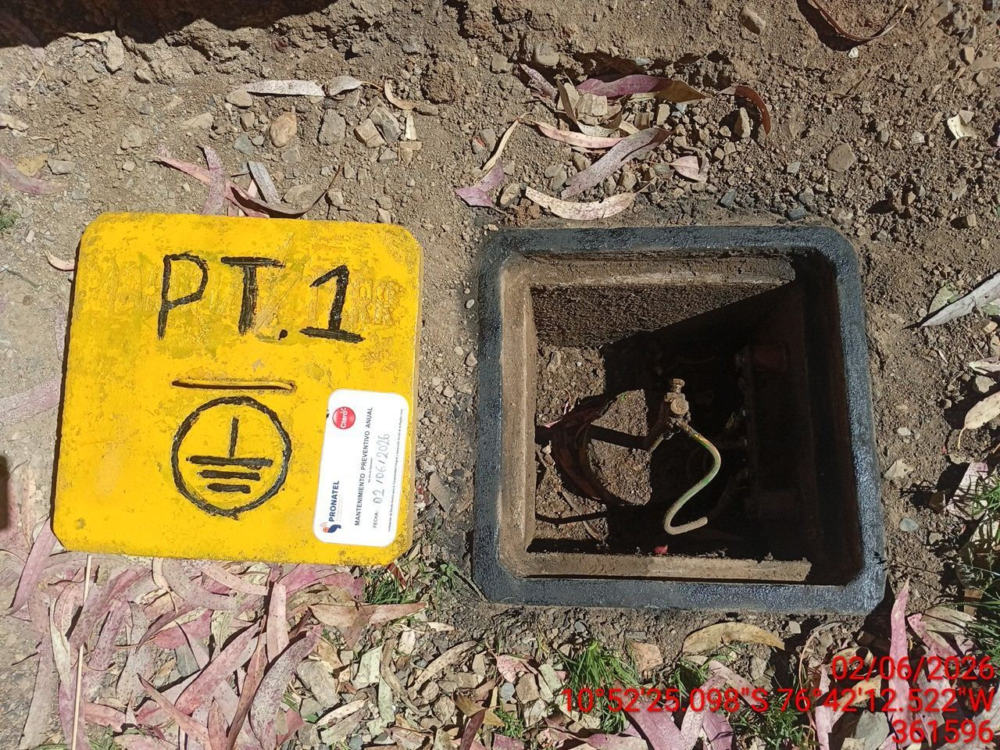 PT.1
Claro
PRONATEL
MANTENIMIENTO PREVENTIVO ANUAL
FECHA: 02/06/2026
02/06/2026
10°52'25.098"S 76°42'12.522"W
361596